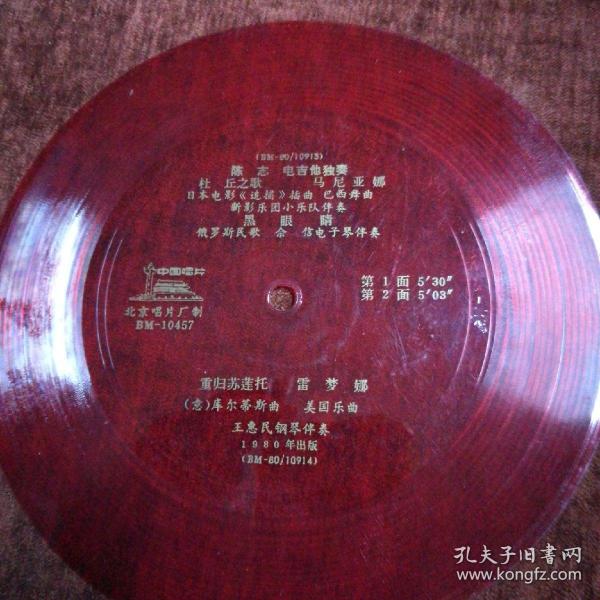 (BM-80/10913)
陈志 电吉他独奏
杜丘之歌 马尼亚娜
日本电影《追捕》插曲 巴西舞曲
新影乐团小乐队伴奏
黑眼睛
俄罗斯民歌 佘信电子琴伴奏
中国唱片
北京唱片厂制
BM-10457
第1面 5′30″
第2面 5′03″
重归苏莲托 雷梦娜
(意)库尔蒂斯曲 美国乐曲
王惠民钢琴伴奏
1980年出版
(BM-80/10914)
孔夫子旧书网
www.kongfz.com